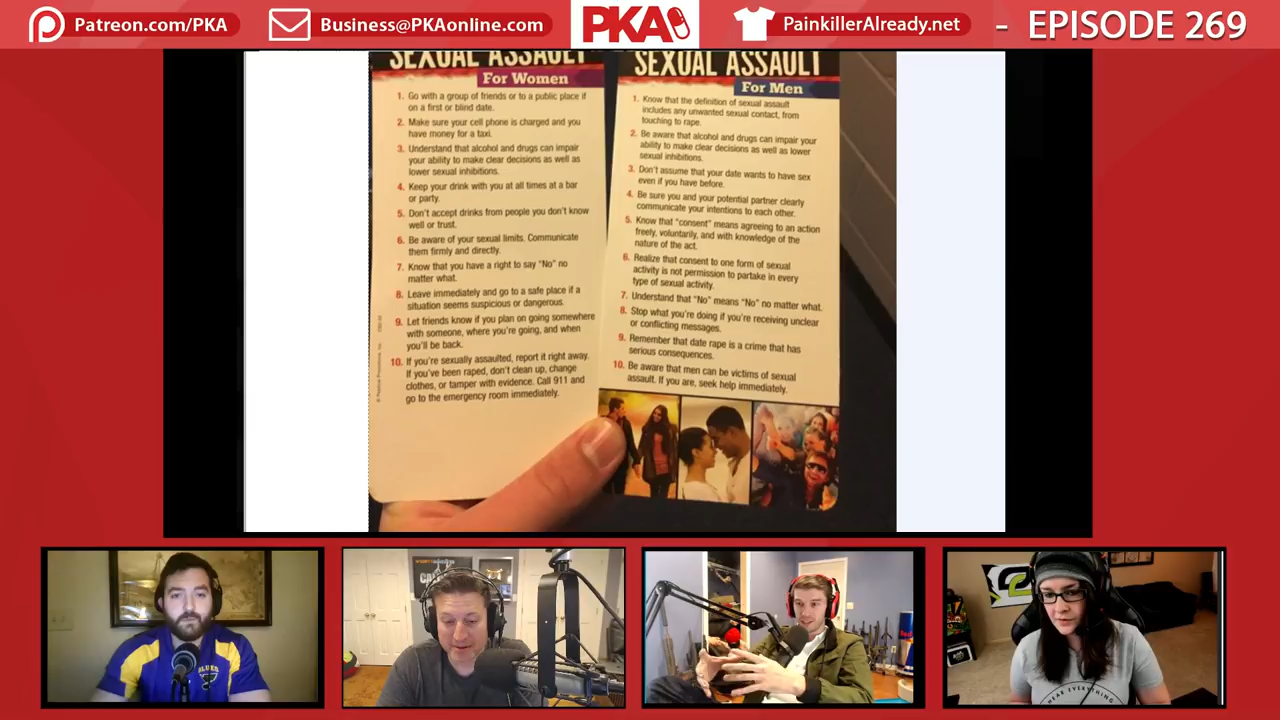 Patreon.com/PKA
Business@PKAonline.com
PKA
PainkillerAlready.net
- EPISODE 269
SEXUAL ASSAULT
For Women
1. Go with a group of friends or to a public place if
on a first or blind date.
2. Make sure your cell phone is charged and you
have money for a taxi.
3. Understand that alcohol and drugs can impair
your ability to make clear decisions as well as
lower sexual inhibitions.
4. Keep your drink with you at all times at a bar
or party.
5. Don't accept drinks from people you don't know
well or trust.
6. Be aware of your sexual limits. Communicate
them firmly and directly.
7. Know that you have a right to say "No" no
matter what.
8. Leave immediately and go to a safe place if a
situation seems suspicious or dangerous.
9. Let friends know if you plan on going somewhere
with someone, where you're going, and when
you'll be back.
10. If you're sexually assaulted, report it right away.
If you've been raped, don't clean up, change
clothes, or tamper with evidence. Call 911 and
go to the emergency room immediately.
SEXUAL ASSAULT
For Men
1. Know that the definition of sexual assault
includes any unwanted sexual contact, from
touching to rape.
2. Be aware that alcohol and drugs can impair your
ability to make clear decisions as well as lower
sexual inhibitions.
3. Don't assume that your date wants to have sex
even if you have before.
4. Be sure you and your potential partner clearly
communicate your intentions to each other.
5. Know that "consent" means agreeing to an action
freely, voluntarily, and with knowledge of the
nature of the act.
6. Realize that consent to one form of sexual
activity is not permission to partake in every
type of sexual activity.
7. Understand that "No" means "No" no matter what.
8. Stop what you're doing if you're receiving unclear
or conflicting messages.
9. Remember that date rape is a crime that has
serious consequences.
10. Be aware that men can be victims of sexual
assault. If you are, seek help immediately.
BLUES
HEAR EVERYTHING